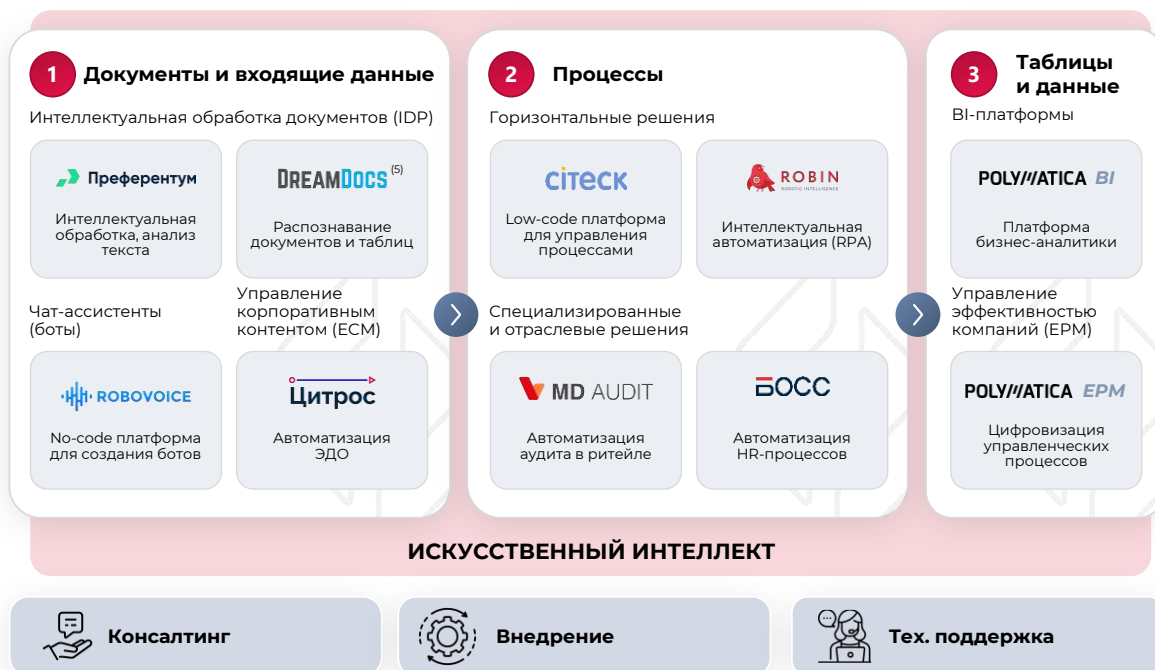 1
Документы и входящие данные
Интеллектуальная обработка документов (IDP)
Преферентум
Интеллектуальная
обработка, анализ
текста
DREAMDOCS (5)
Распознавание
документов и таблиц
Чат-ассистенты
(боты)
ROBOVOICE
No-code платформа
для создания ботов
Управление
корпоративным
контентом (ECM)
Цитрос
Автоматизация
ЭДО
2
Процессы
Горизонтальные решения
citeck
Low-code платформа
для управления
процессами
ROBIN
ROBOTIC INTELLIGENCE
Интеллектуальная
автоматизация (RPA)
Специализированные
и отраслевые решения
MD AUDIT
Автоматизация
аудита в ритейле
БОСС
Автоматизация
HR-процессов
3
Таблицы
и данные
BI-платформы
POLYMATICA BI
Платформа
бизнес-аналитики
Управление
эффективностью
компаний (EPM)
POLYMATICA EPM
Цифровизация
управленческих
процессов
ИСКУССТВЕННЫЙ ИНТЕЛЛЕКТ
Консалтинг
Внедрение
Тех. поддержка